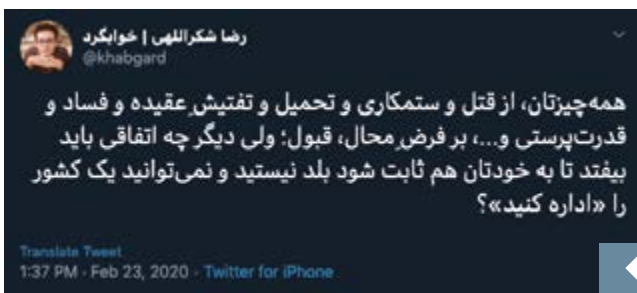 رضا شکراللهی | خوابگرد
@khabgard
همه‌چیزتان، از قتل و ستمکاری و تحمیل و تفتیشِ عقیده و فساد و
قدرت‌پرستی و...، بر فرضِ محال، قبول؛ ولی دیگر چه اتفاقی باید
بیفتد تا به خودتان هم ثابت شود بلد نیستید و نمی‌توانید یک کشور
را «اداره کنید»؟
Translate Tweet
1:37 PM · Feb 23, 2020 · Twitter for iPhone